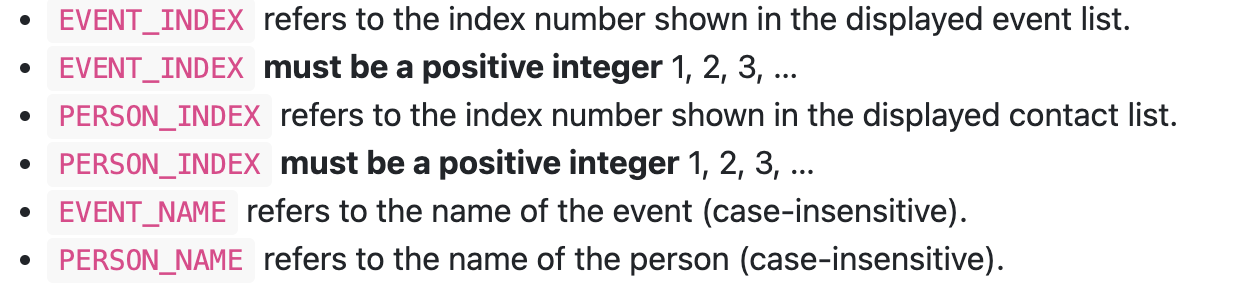 • EVENT_INDEX refers to the index number shown in the displayed event list.
• EVENT_INDEX must be a positive integer 1, 2, 3, …
• PERSON_INDEX refers to the index number shown in the displayed contact list.
• PERSON_INDEX must be a positive integer 1, 2, 3, …
• EVENT_NAME refers to the name of the event (case-insensitive).
• PERSON_NAME refers to the name of the person (case-insensitive).